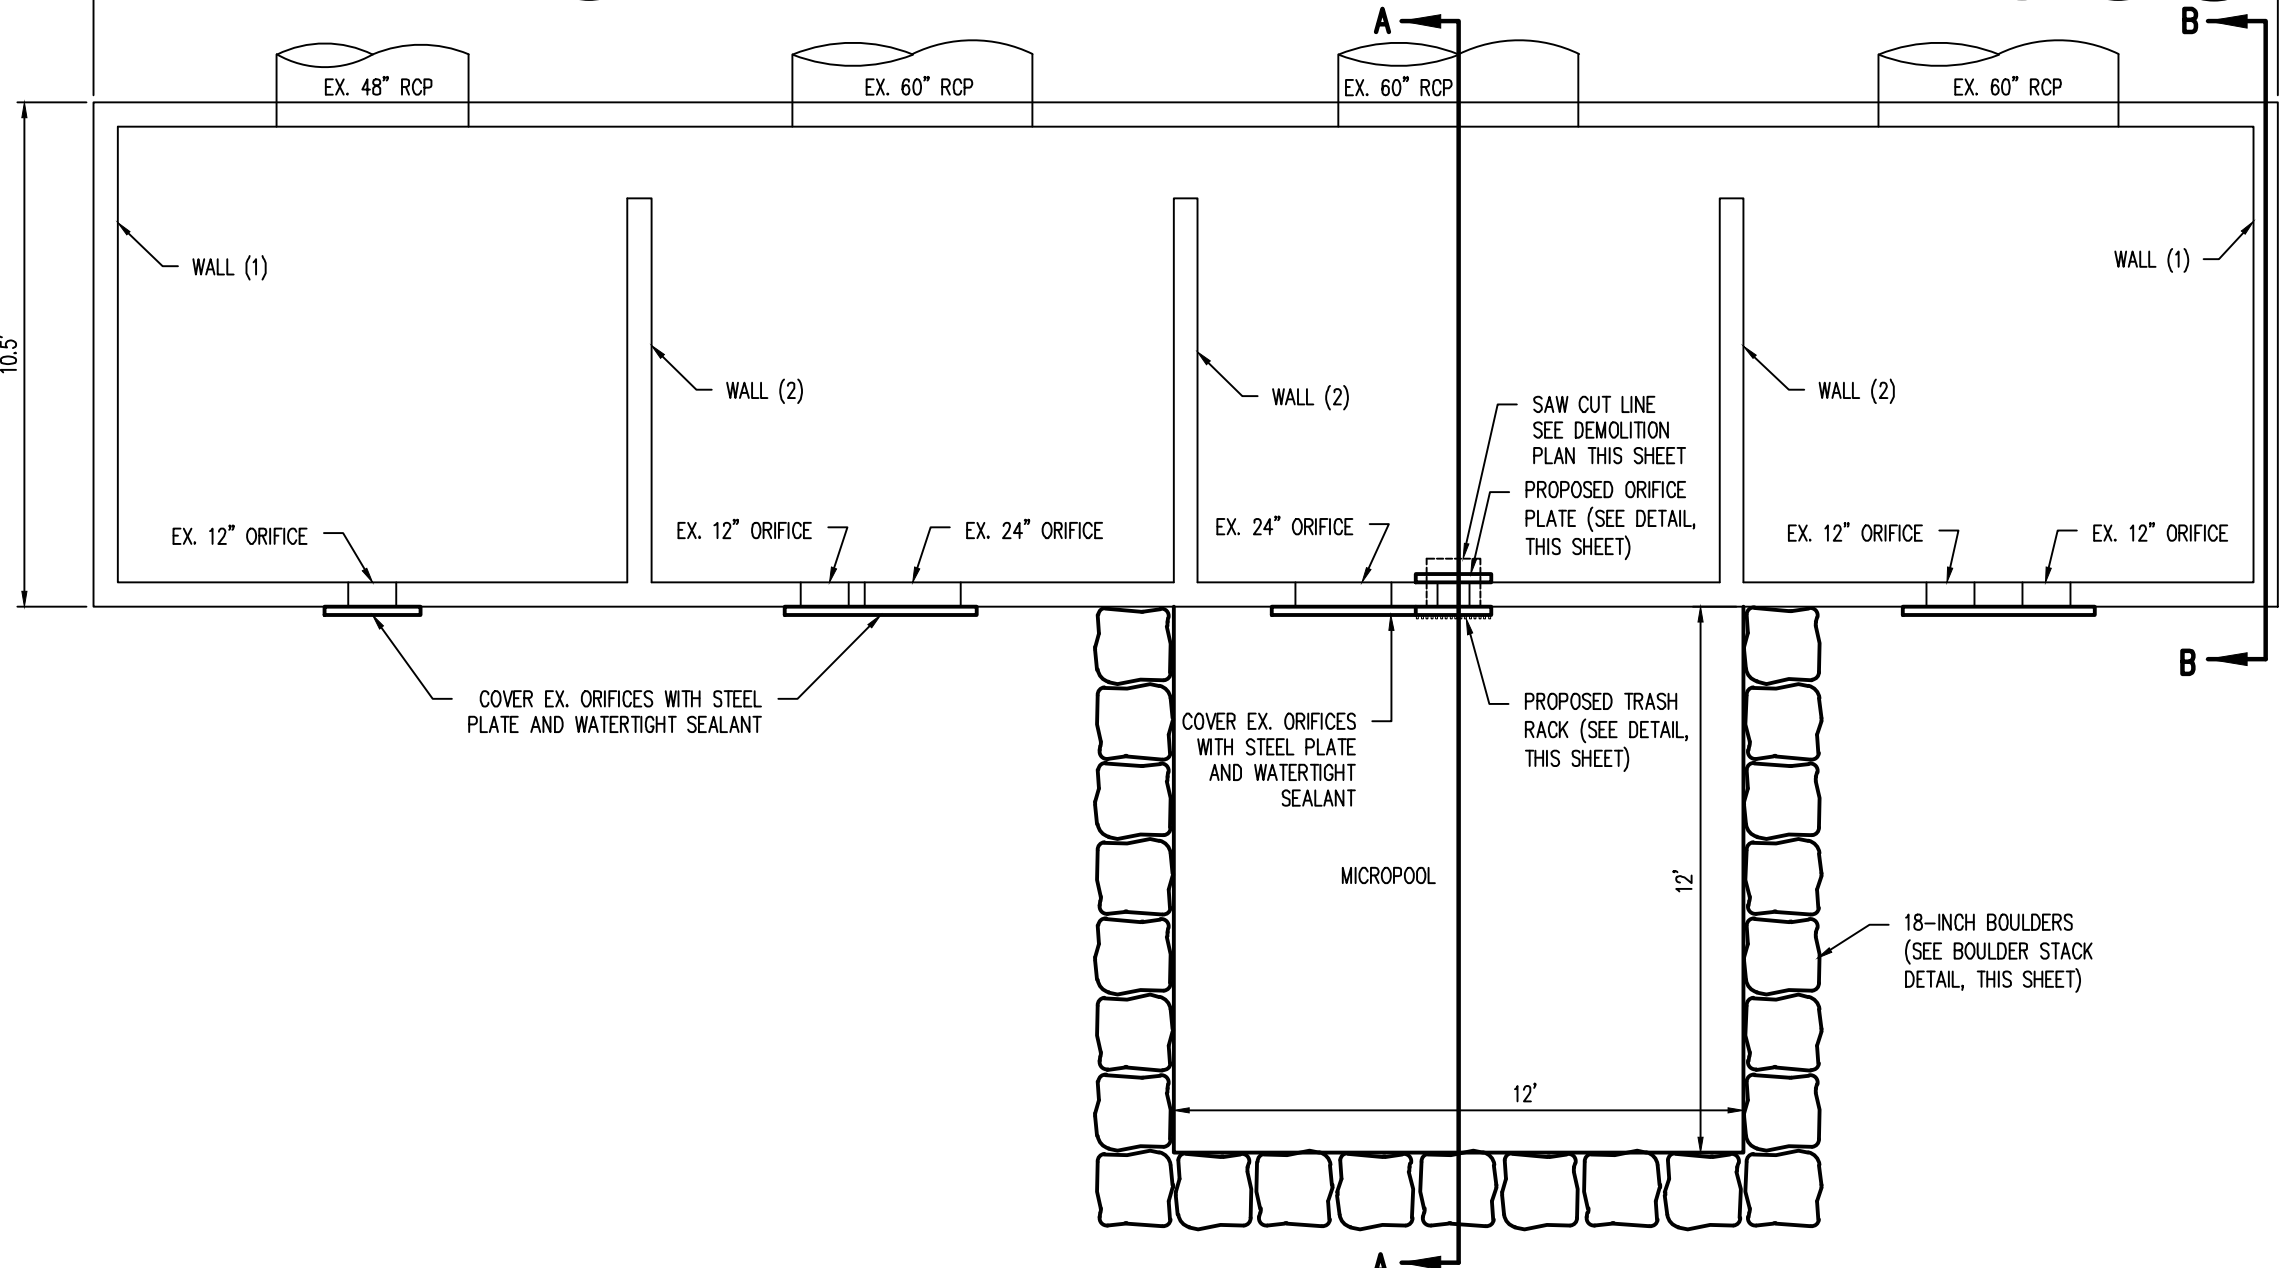 A
B
EX. 48" RCP
EX. 60" RCP
EX. 60" RCP
EX. 60" RCP
WALL (1)
WALL (1)
10.5'
WALL (2)
WALL (2)
WALL (2)
SAW CUT LINE
SEE DEMOLITION
PLAN THIS SHEET
PROPOSED ORIFICE
PLATE (SEE DETAIL,
THIS SHEET)
EX. 12" ORIFICE
EX. 12" ORIFICE
EX. 24" ORIFICE
EX. 24" ORIFICE
EX. 12" ORIFICE
EX. 12" ORIFICE
B
COVER EX. ORIFICES WITH STEEL
PLATE AND WATERTIGHT SEALANT
COVER EX. ORIFICES
WITH STEEL PLATE
AND WATERTIGHT
SEALANT
PROPOSED TRASH
RACK (SEE DETAIL,
THIS SHEET)
MICROPOOL
12'
18-INCH BOULDERS
(SEE BOULDER STACK
DETAIL, THIS SHEET)
12'
A